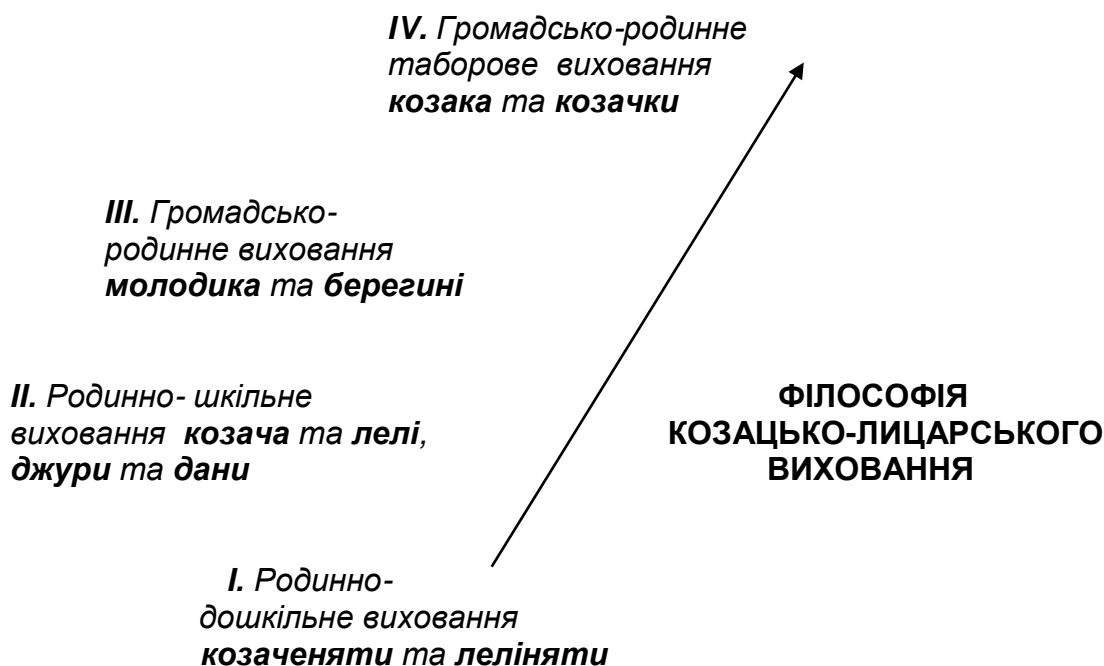 IV. Громадсько-родинне
таборове виховання
козака та козачки
III. Громадсько-
родинне виховання
молодика та берегині
II. Родинно- шкільне
виховання козача та лелі,
джури та дани
ФІЛОСОФІЯ
КОЗАЦЬКО-ЛИЦАРСЬКОГО
ВИХОВАННЯ
I. Родинно-
дошкільне виховання
козаченяти та леліняти